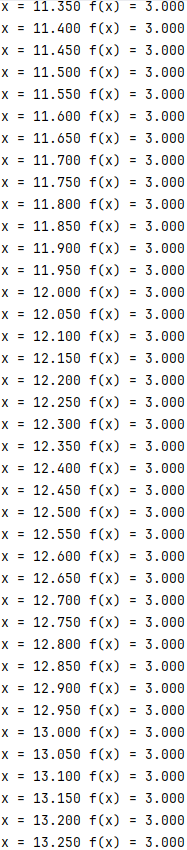 x = 11.350 f(x) = 3.000
x = 11.400 f(x) = 3.000
x = 11.450 f(x) = 3.000
x = 11.500 f(x) = 3.000
x = 11.550 f(x) = 3.000
x = 11.600 f(x) = 3.000
x = 11.650 f(x) = 3.000
x = 11.700 f(x) = 3.000
x = 11.750 f(x) = 3.000
x = 11.800 f(x) = 3.000
x = 11.850 f(x) = 3.000
x = 11.900 f(x) = 3.000
x = 11.950 f(x) = 3.000
x = 12.000 f(x) = 3.000
x = 12.050 f(x) = 3.000
x = 12.100 f(x) = 3.000
x = 12.150 f(x) = 3.000
x = 12.200 f(x) = 3.000
x = 12.250 f(x) = 3.000
x = 12.300 f(x) = 3.000
x = 12.350 f(x) = 3.000
x = 12.400 f(x) = 3.000
x = 12.450 f(x) = 3.000
x = 12.500 f(x) = 3.000
x = 12.550 f(x) = 3.000
x = 12.600 f(x) = 3.000
x = 12.650 f(x) = 3.000
x = 12.700 f(x) = 3.000
x = 12.750 f(x) = 3.000
x = 12.800 f(x) = 3.000
x = 12.850 f(x) = 3.000
x = 12.900 f(x) = 3.000
x = 12.950 f(x) = 3.000
x = 13.000 f(x) = 3.000
x = 13.050 f(x) = 3.000
x = 13.100 f(x) = 3.000
x = 13.150 f(x) = 3.000
x = 13.200 f(x) = 3.000
x = 13.250 f(x) = 3.000